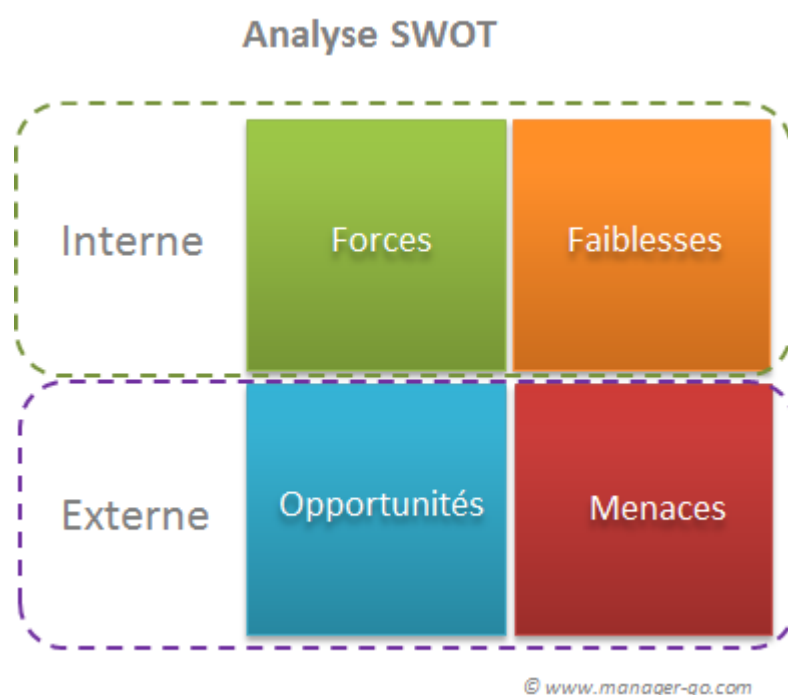 Analyse SWOT
Interne
Forces
Faiblesses
Externe
Opportunités
Menaces
© www.manager-go.com